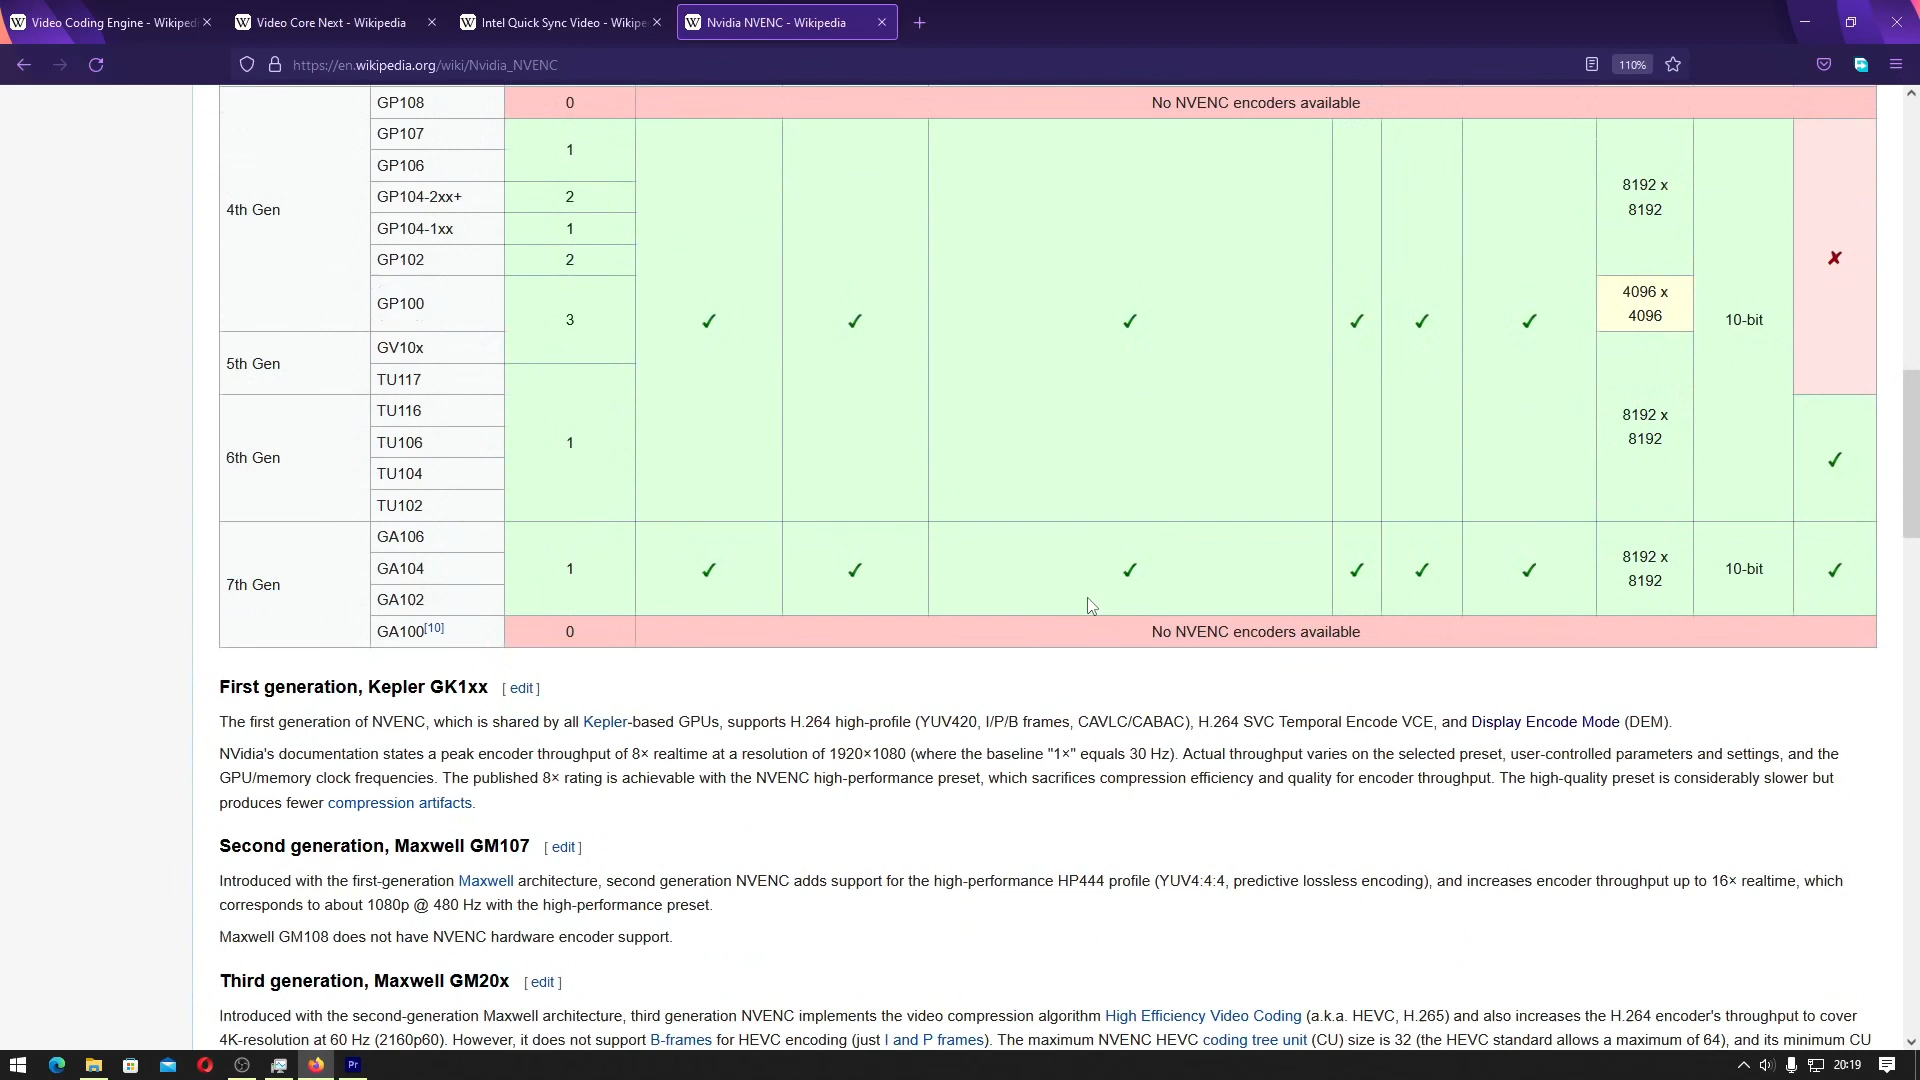 Video Coding Engine - Wikiped
Video Core Next - Wikipedia
Intel Quick Sync Video - Wikipe
Nvidia NVENC - Wikipedia
https://en.wikipedia.org/wiki/Nvidia_NVENC
110%
GP108 0 No NVENC encoders available
4th Gen
GP107
GP106
1
GP104-2xx+ 2
GP104-1xx 1
GP102 2
8192 x
8192
✘
GP100
3
✓ ✓ ✓ ✓ ✓ ✓
4096 x
4096
10-bit
5th Gen
GV10x
TU117
6th Gen
TU116
TU106
TU104
TU102
1
8192 x
8192
✓
7th Gen
GA106
GA104
GA102
1 ✓ ✓ ✓ ✓ ✓ ✓
8192 x
8192
10-bit ✓
GA100[10] 0 No NVENC encoders available
First generation, Kepler GK1xx [ edit ]
The first generation of NVENC, which is shared by all Kepler-based GPUs, supports H.264 high-profile (YUV420, I/P/B frames, CAVLC/CABAC), H.264 SVC Temporal Encode VCE, and Display Encode Mode (DEM).
NVidia's documentation states a peak encoder throughput of 8× realtime at a resolution of 1920×1080 (where the baseline "1×" equals 30 Hz). Actual throughput varies on the selected preset, user-controlled parameters and settings, and the
GPU/memory clock frequencies. The published 8× rating is achievable with the NVENC high-performance preset, which sacrifices compression efficiency and quality for encoder throughput. The high-quality preset is considerably slower but
produces fewer compression artifacts.
Second generation, Maxwell GM107 [ edit ]
Introduced with the first-generation Maxwell architecture, second generation NVENC adds support for the high-performance HP444 profile (YUV4:4:4, predictive lossless encoding), and increases encoder throughput up to 16× realtime, which
corresponds to about 1080p @ 480 Hz with the high-performance preset.
Maxwell GM108 does not have NVENC hardware encoder support.
Third generation, Maxwell GM20x [ edit ]
Introduced with the second-generation Maxwell architecture, third generation NVENC implements the video compression algorithm High Efficiency Video Coding (a.k.a. HEVC, H.265) and also increases the H.264 encoder's throughput to cover
4K-resolution at 60 Hz (2160p60). However, it does not support B-frames for HEVC encoding (just I and P frames). The maximum NVENC HEVC coding tree unit (CU) size is 32 (the HEVC standard allows a maximum of 64), and its minimum CU
Pr
20:19